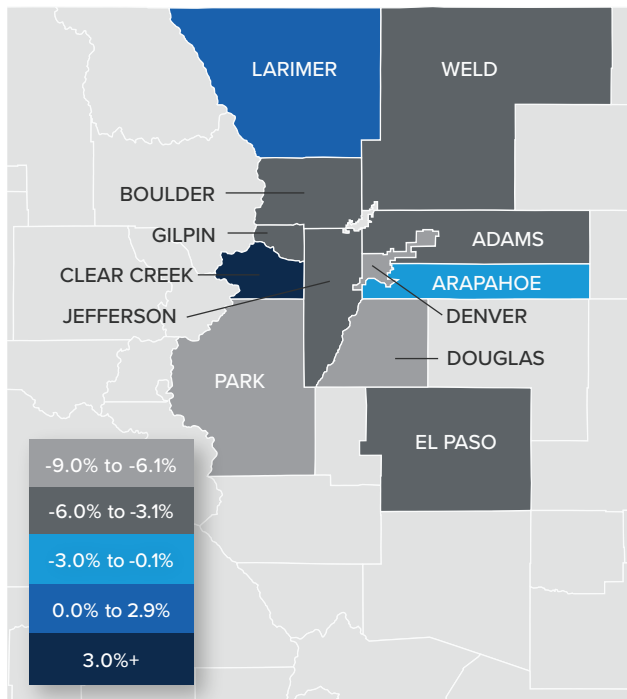 LARIMER
WELD
BOULDER
GILPIN
ADAMS
CLEAR CREEK
ARAPAHOE
JEFFERSON
DENVER
DOUGLAS
PARK
EL PASO
-9.0% to -6.1%
-6.0% to -3.1%
-3.0% to -0.1%
0.0% to 2.9%
3.0%+